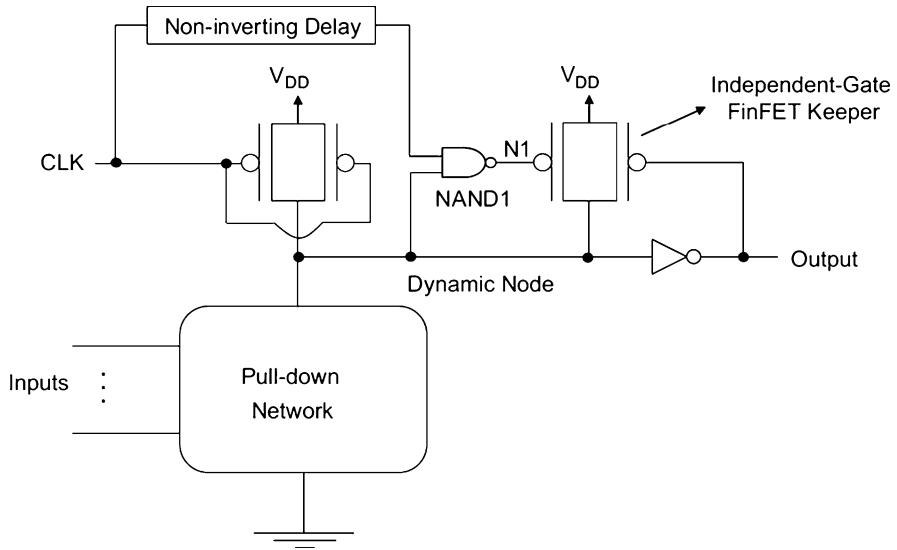 Non-inverting Delay
VDD
VDD
Independent-Gate
FinFET Keeper
CLK
N1
NAND1
Output
Dynamic Node
Inputs
Pull-down
Network